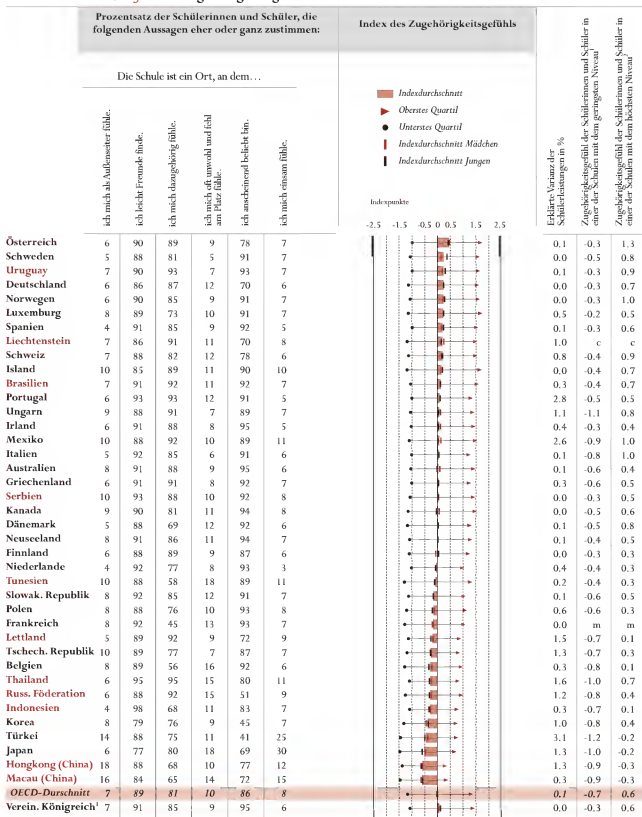 Prozentsatz der Schülerinnen und Schüler, die
folgenden Aussagen eher oder ganz zustimmen:
Index des Zugehörigkeitsgefühls
Die Schule ist ein Ort, an dem…
ich mich als Außenseiter fühle.
ich leicht Freunde finde.
ich mich dazugehörig fühle.
ich mich oft unwohl und fehl
am Platz fühle.
ich anscheinend beliebt bin.
ich mich einsam fühle.
Indexdurchschnitt
Oberstes Quartil
Unterstes Quartil
Indexdurchschnitt Mädchen
Indexdurchschnitt Jungen
Indexpunkte
-2.5 -1.5 -0.5 0 0.5 1.5 2.5
Erklärte Varianz der
Schülerleistungen in %
Zugehörigkeitsgefühl der Schülerinnen und Schüler in
einer der Schulen mit dem geringsten Niveau¹
Zugehörigkeitsgefühl der Schülerinnen und Schüler in
einer der Schulen mit dem höchsten Niveau²
Österreich 6 90 89 9 78 7 0.1 -0.3 1.3
Schweden 5 88 81 5 91 7 0.0 -0.5 0.8
Uruguay 7 90 93 7 93 7 0.1 -0.3 0.9
Deutschland 6 86 87 12 70 6 0.0 -0.3 0.7
Norwegen 6 90 85 9 91 7 0.0 -0.3 1.0
Luxemburg 8 89 73 10 91 7 0.5 -0.2 0.5
Spanien 4 91 85 9 92 5 0.1 -0.3 0.6
Liechtenstein 7 86 91 11 70 8 1.0 c c
Schweiz 7 88 82 12 78 6 0.8 -0.4 0.9
Island 10 85 89 11 90 10 0.0 -0.4 0.7
Brasilien 7 91 92 11 92 7 0.3 -0.4 0.7
Portugal 6 93 93 12 91 5 2.8 -0.5 0.5
Ungarn 9 88 91 7 89 7 1.1 -1.1 0.8
Irland 6 91 88 8 95 5 0.4 -0.3 0.4
Mexiko 10 88 92 10 89 11 2.6 -0.9 1.0
Italien 5 92 85 6 91 6 0.1 -0.8 1.0
Australien 8 91 88 9 95 6 0.1 -0.6 0.4
Griechenland 6 91 91 8 92 7 0.3 -0.6 0.5
Serbien 10 93 88 10 92 8 0.0 -0.3 0.5
Kanada 9 90 81 11 94 8 0.0 -0.5 0.6
Dänemark 5 88 69 12 92 6 0.1 -0.5 0.8
Neuseeland 8 91 86 11 94 7 0.1 -0.4 0.5
Finnland 6 88 89 9 87 6 0.0 -0.3 0.3
Niederlande 4 92 77 8 93 3 0.4 -0.4 0.3
Tunesien 10 88 58 18 89 11 0.2 -0.4 0.3
Slowak. Republik 8 92 85 12 91 7 0.1 -0.6 0.5
Polen 8 88 76 10 93 8 0.6 -0.6 0.3
Frankreich 8 92 45 13 93 7 0.0 m m
Lettland 5 89 92 9 72 9 1.5 -0.7 0.1
Tschech. Republik 10 89 77 7 87 7 1.3 -0.7 0.3
Belgien 8 89 56 16 92 6 0.3 -0.8 0.1
Thailand 6 95 95 15 80 11 1.6 -1.0 0.7
Russ. Föderation 6 88 92 15 51 9 1.2 -0.8 0.4
Indonesien 4 98 68 11 83 7 0.3 -0.7 0.1
Korea 8 79 76 9 45 7 1.0 -0.8 0.4
Türkei 14 88 75 11 41 25 3.1 -1.2 -0.2
Japan 6 77 80 18 69 30 1.3 -1.0 -0.2
Hongkong (China) 18 88 68 10 77 12 1.3 -0.9 -0.3
Macau (China) 16 84 65 14 72 15 0.3 -0.9 -0.3
OECD-Durschnitt 7 89 81 10 86 8 0.1 -0.7 0.6
Verein. Königreich³ 7 91 85 9 95 6 0.0 -0.3 0.6